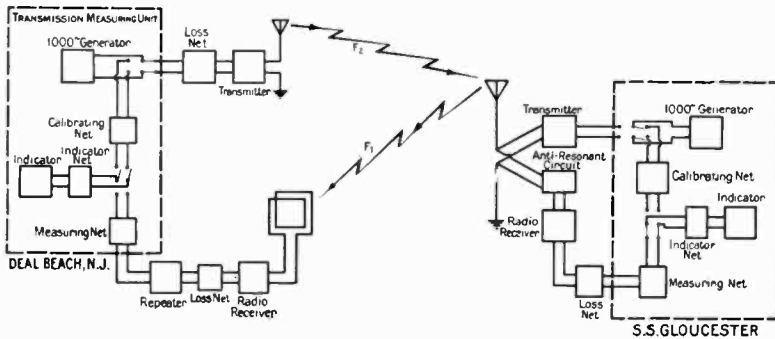 TRANSMISSION MEASURING UNIT
1000~ Generator
Loss
Net
Transmitter
F2
Calibrating
Net
Indicator
Indicator
Net
Measuring Net
DEAL BEACH, N.J.
Repeater
Loss Net
Radio
Receiver
F1
Transmitter
1000~ Generator
Anti-Resonant
Circuit
Calibrating Net
Radio
Receiver
Indicator
Indicator
Net
Loss
Net
Measuring Net
S.S. GLOUCESTER